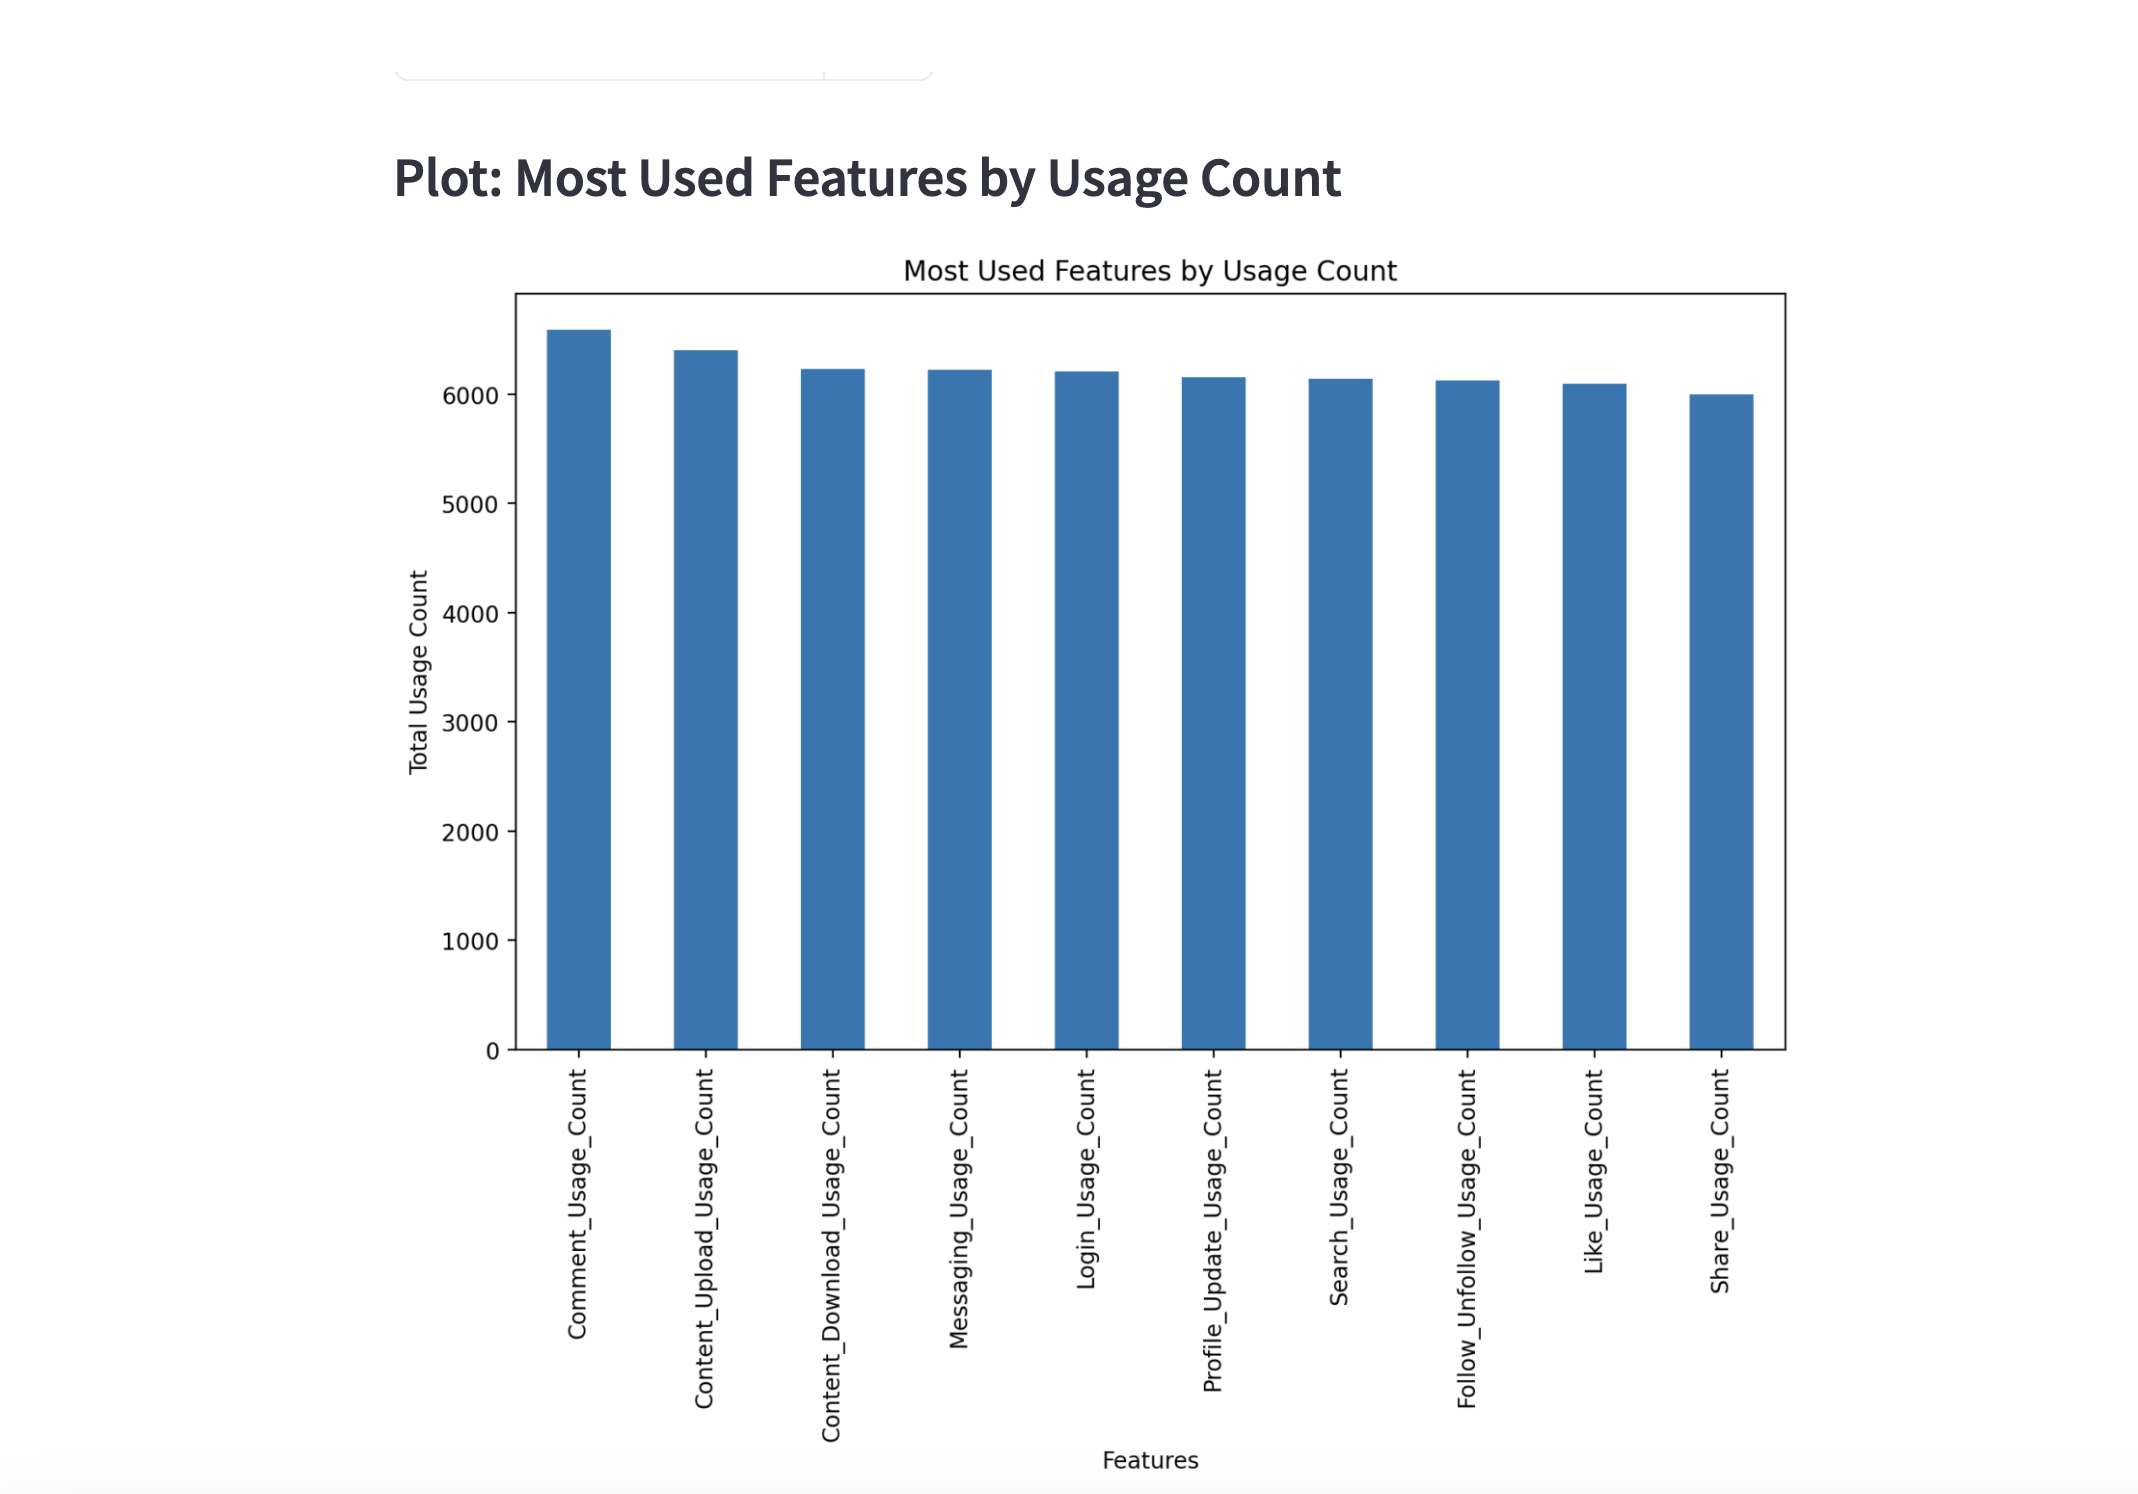 Plot: Most Used Features by Usage Count
Most Used Features by Usage Count
Total Usage Count
6000
5000
4000
3000
2000
1000
0
Comment_Usage_Count
Content_Upload_Usage_Count
Content_Download_Usage_Count
Messaging_Usage_Count
Login_Usage_Count
Profile_Update_Usage_Count
Search_Usage_Count
Follow_Unfollow_Usage_Count
Like_Usage_Count
Share_Usage_Count
Features